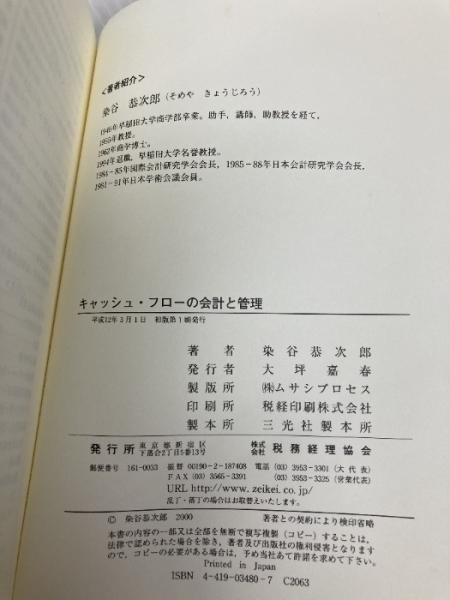 <著者紹介>
染谷 恭次郎(そめや きょうじろう)
1946年早稲田大学商学部卒業。助手,講師,助教授を経て,
1955年教授。
1962年商学博士。
1994年退職,早稲田大学名誉教授。
1984-85年国際会計研究学会会長,1985-88年日本会計研究学会会長,
1981-91年日本学術会議会員。
キャッシュ・フローの会計と管理
平成12年3月1日 初版第1刷発行
著者 染谷恭次郎
発行者 大坪嘉春
製版所 ㈱ムサシプロセス
印刷所 税経印刷株式会社
製本所 三光社製本所
発行所 東京都新宿区下落合2丁目5番13号 株式会社 税務経理協会
郵便番号 161-0033 振替 00190-2-187408 電話 (03) 3953-3301 (大代表)
FAX (03) 3565-3391 (03) 3953-3325 (営業代表)
URL http://www.zeikei.co.jp/
乱丁・落丁の場合はお取替えいたします。
© 染谷恭次郎 2000 著者との契約により検印省略
本書の内容の一部又は全部を無断で複写複製(コピー)することは,
法律で認められた場合を除き,著者及び出版社の権利侵害となりますの
で,コピーの必要がある場合は,予め当社あて許諾を求めて下さい。
Printed in Japan
ISBN 4-419-03480-7 C2063